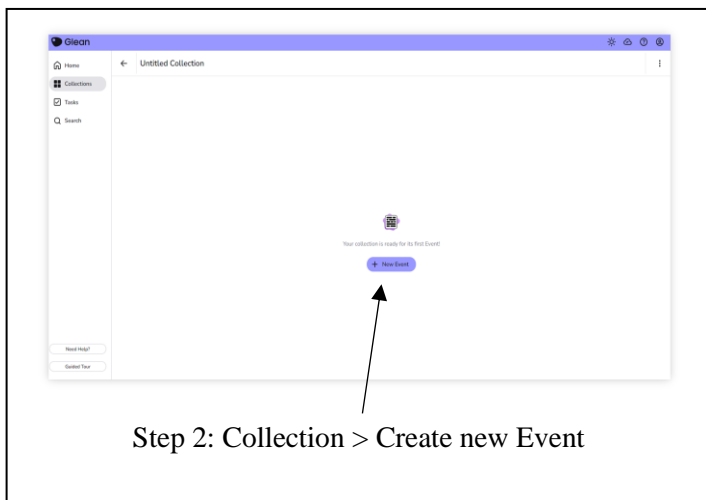 Glean
Home
Untitled Collection
Collections
Tasks
Search
Your collection is ready for its first Event!
+ New Event
Need Help?
Guided Tour
Step 2: Collection > Create new Event